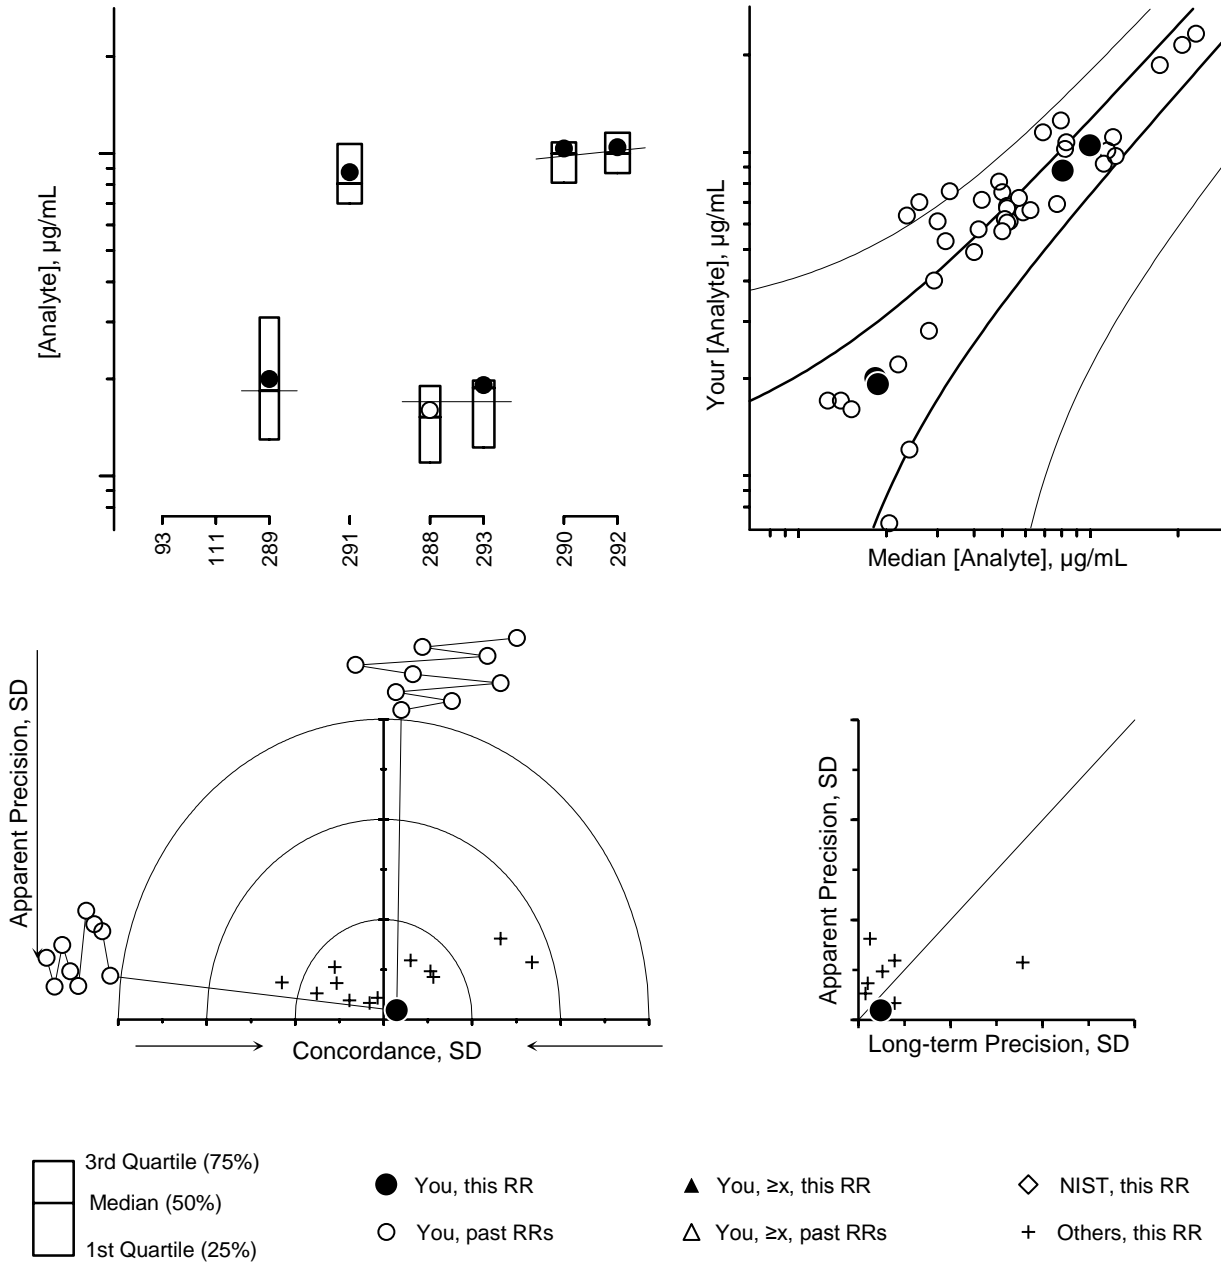 [Analyte], µg/mL
93
111
289
291
288
293
290
292
Your [Analyte], µg/mL
Median [Analyte], µg/mL
Apparent Precision, SD
Concordance, SD
Apparent Precision, SD
Long-term Precision, SD
3rd Quartile (75%)
Median (50%)
1st Quartile (25%)
You, this RR
You, past RRs
You, ≥x, this RR
You, ≥x, past RRs
NIST, this RR
Others, this RR